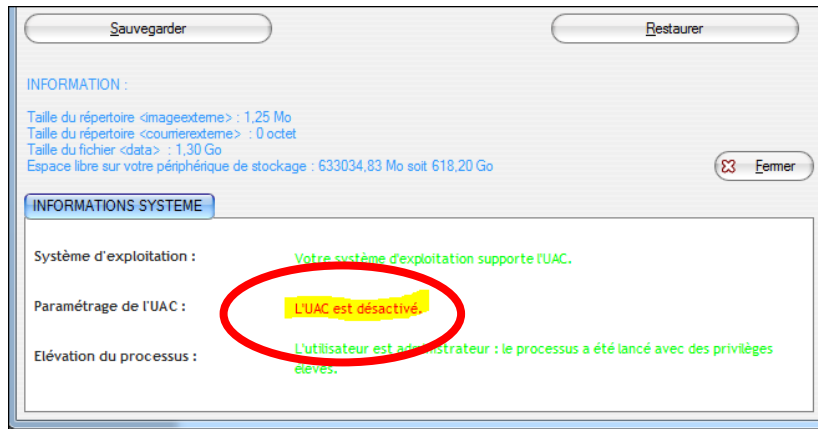 Sauvegarder
Restaurer
INFORMATION :
Taille du répertoire <imageexterne> : 1,25 Mo
Taille du répertoire <courrierexterne> : 0 octet
Taille du fichier <data> : 1,30 Go
Espace libre sur votre périphérique de stockage : 633034,83 Mo soit 618,20 Go
Fermer
INFORMATIONS SYSTEME
Système d'exploitation :
Votre système d'exploitation supporte l'UAC.
Paramétrage de l'UAC :
L'UAC est désactivé.
Elévation du processus :
L'utilisateur est administrateur : le processus a été lancé avec des privilèges
élevés.